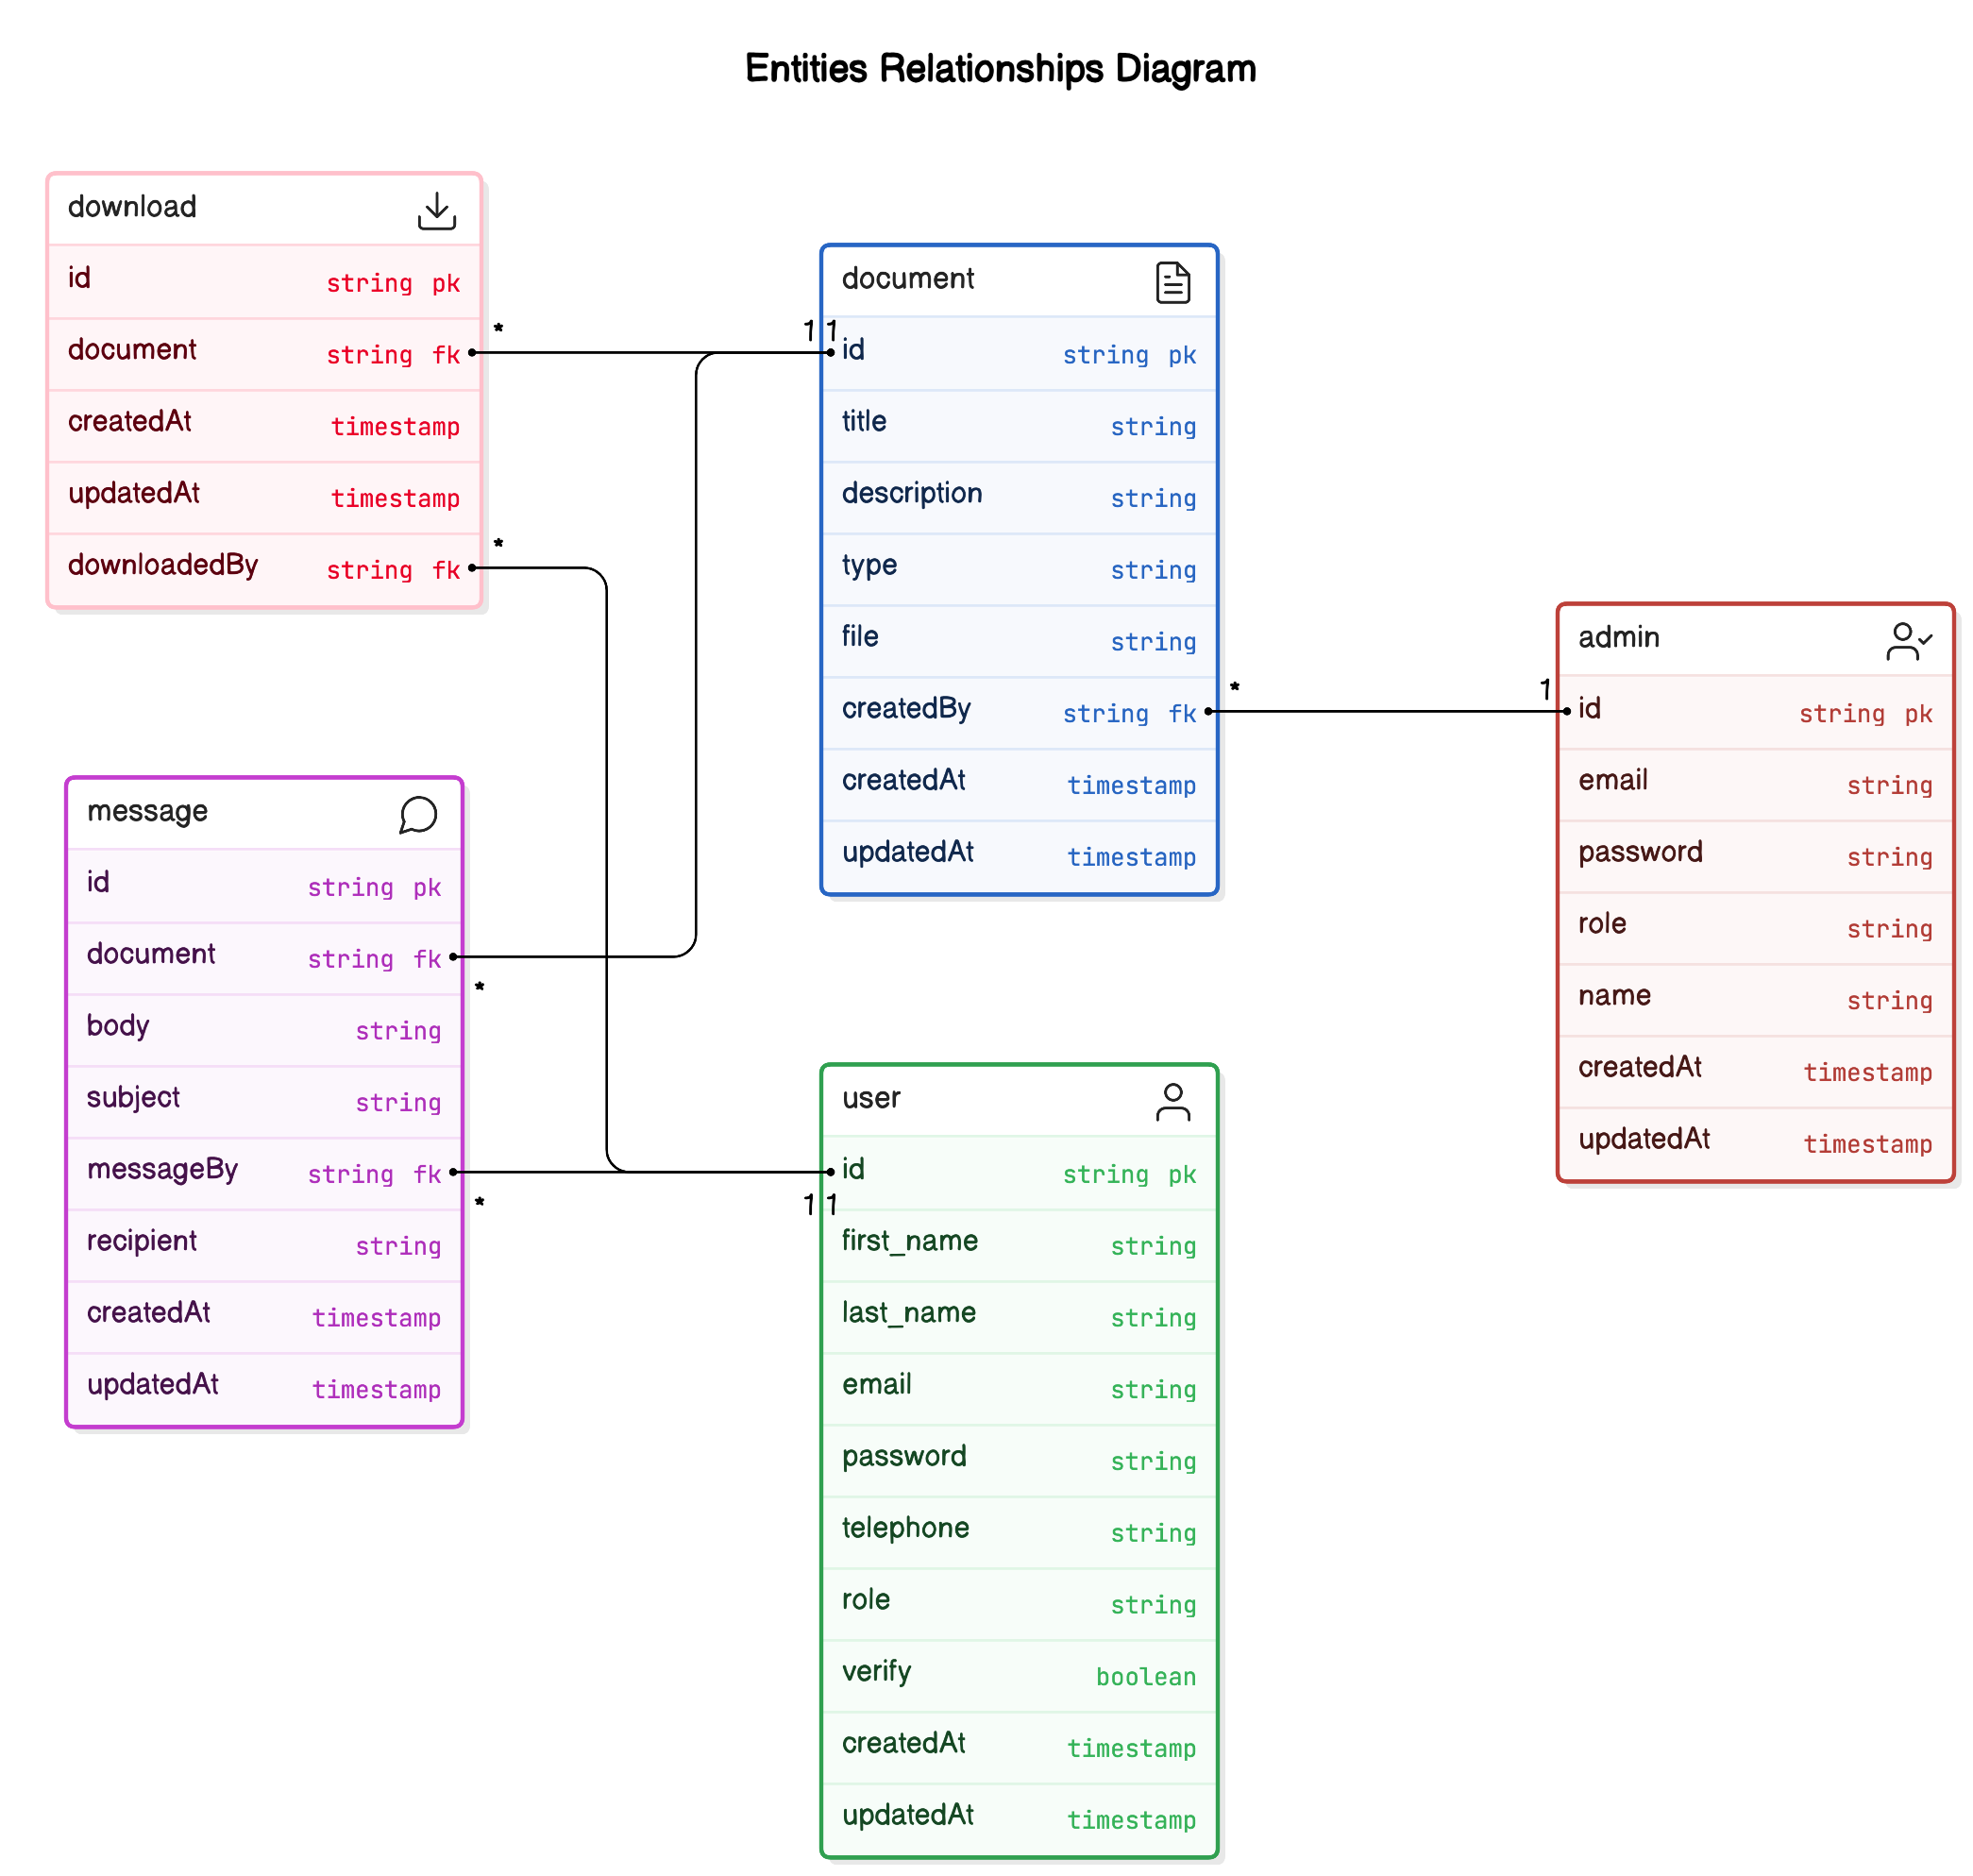 Entities Relationships Diagram
download
id string pk
document string fk
createdAt timestamp
updatedAt timestamp
downloadedBy string fk
*
*
1 1
document
id string pk
title string
description string
type string
file string
createdBy string fk
createdAt timestamp
updatedAt timestamp
*
1
admin
id string pk
email string
password string
role string
name string
createdAt timestamp
updatedAt timestamp
message
id string pk
document string fk
body string
subject string
messageBy string fk
recipient string
createdAt timestamp
updatedAt timestamp
*
*
1 1
user
id string pk
first_name string
last_name string
email string
password string
telephone string
role string
verify boolean
createdAt timestamp
updatedAt timestamp